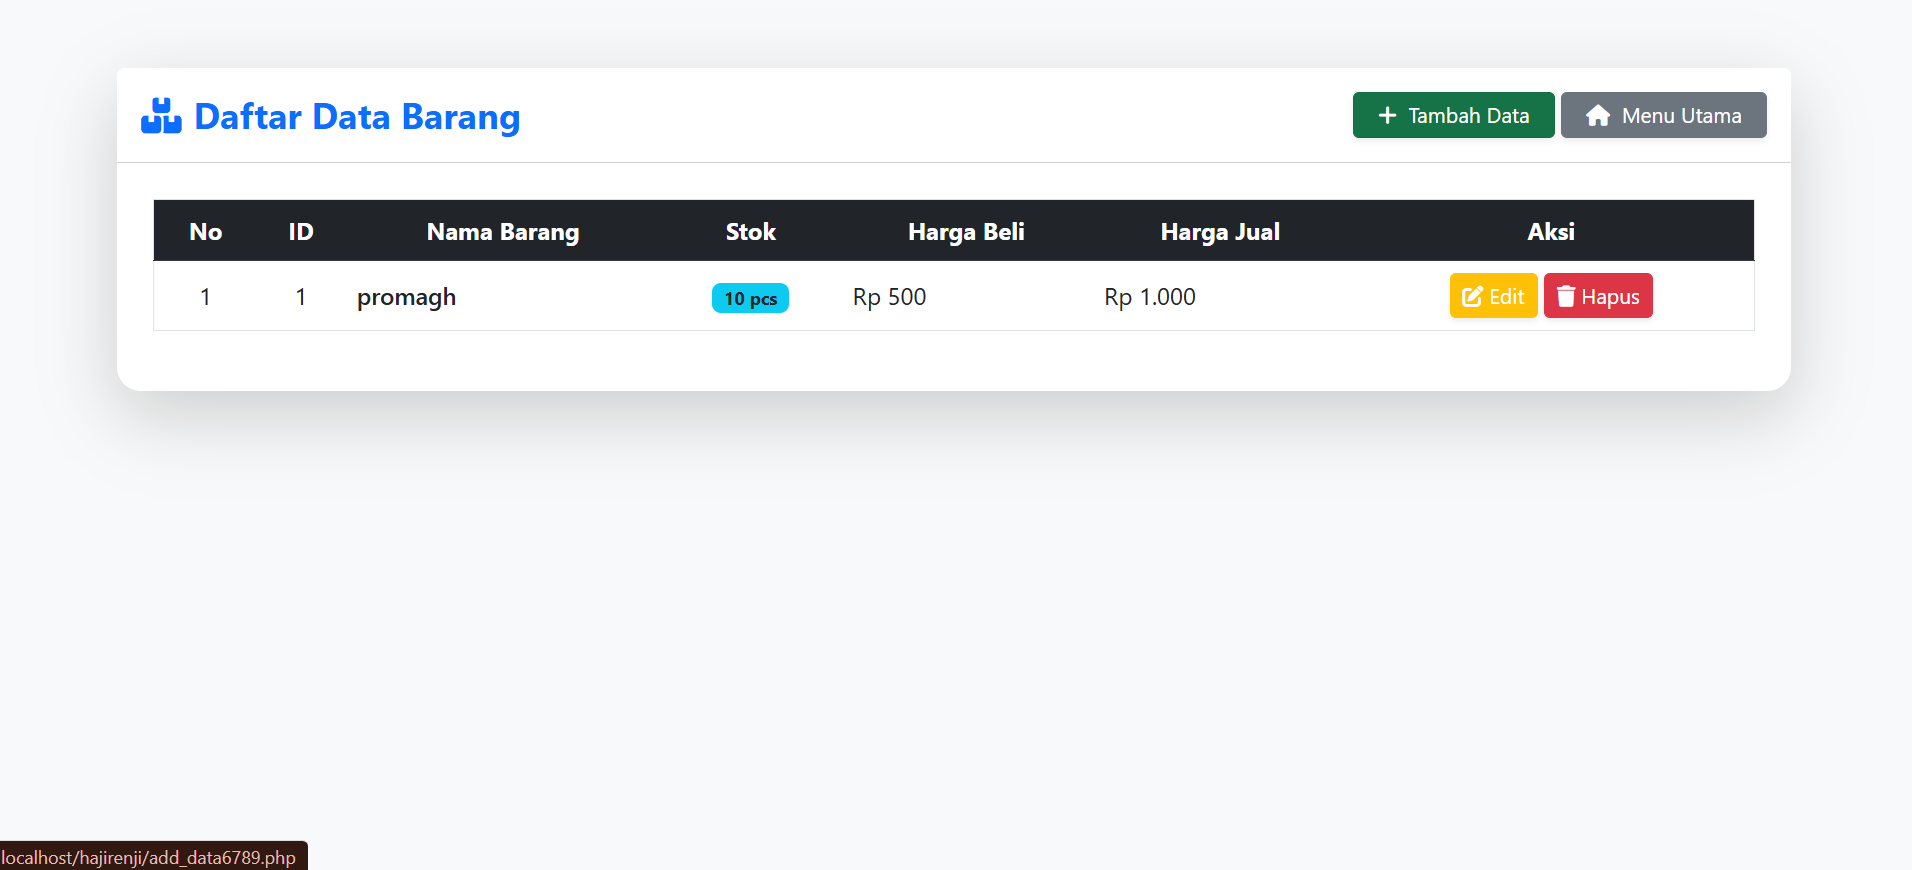 Daftar Data Barang
Tambah Data
Menu Utama
No ID Nama Barang Stok Harga Beli Harga Jual Aksi
1 1 promagh 10 pcs Rp 500 Rp 1.000 Edit Hapus
localhost/hajirenji/add_data6789.php